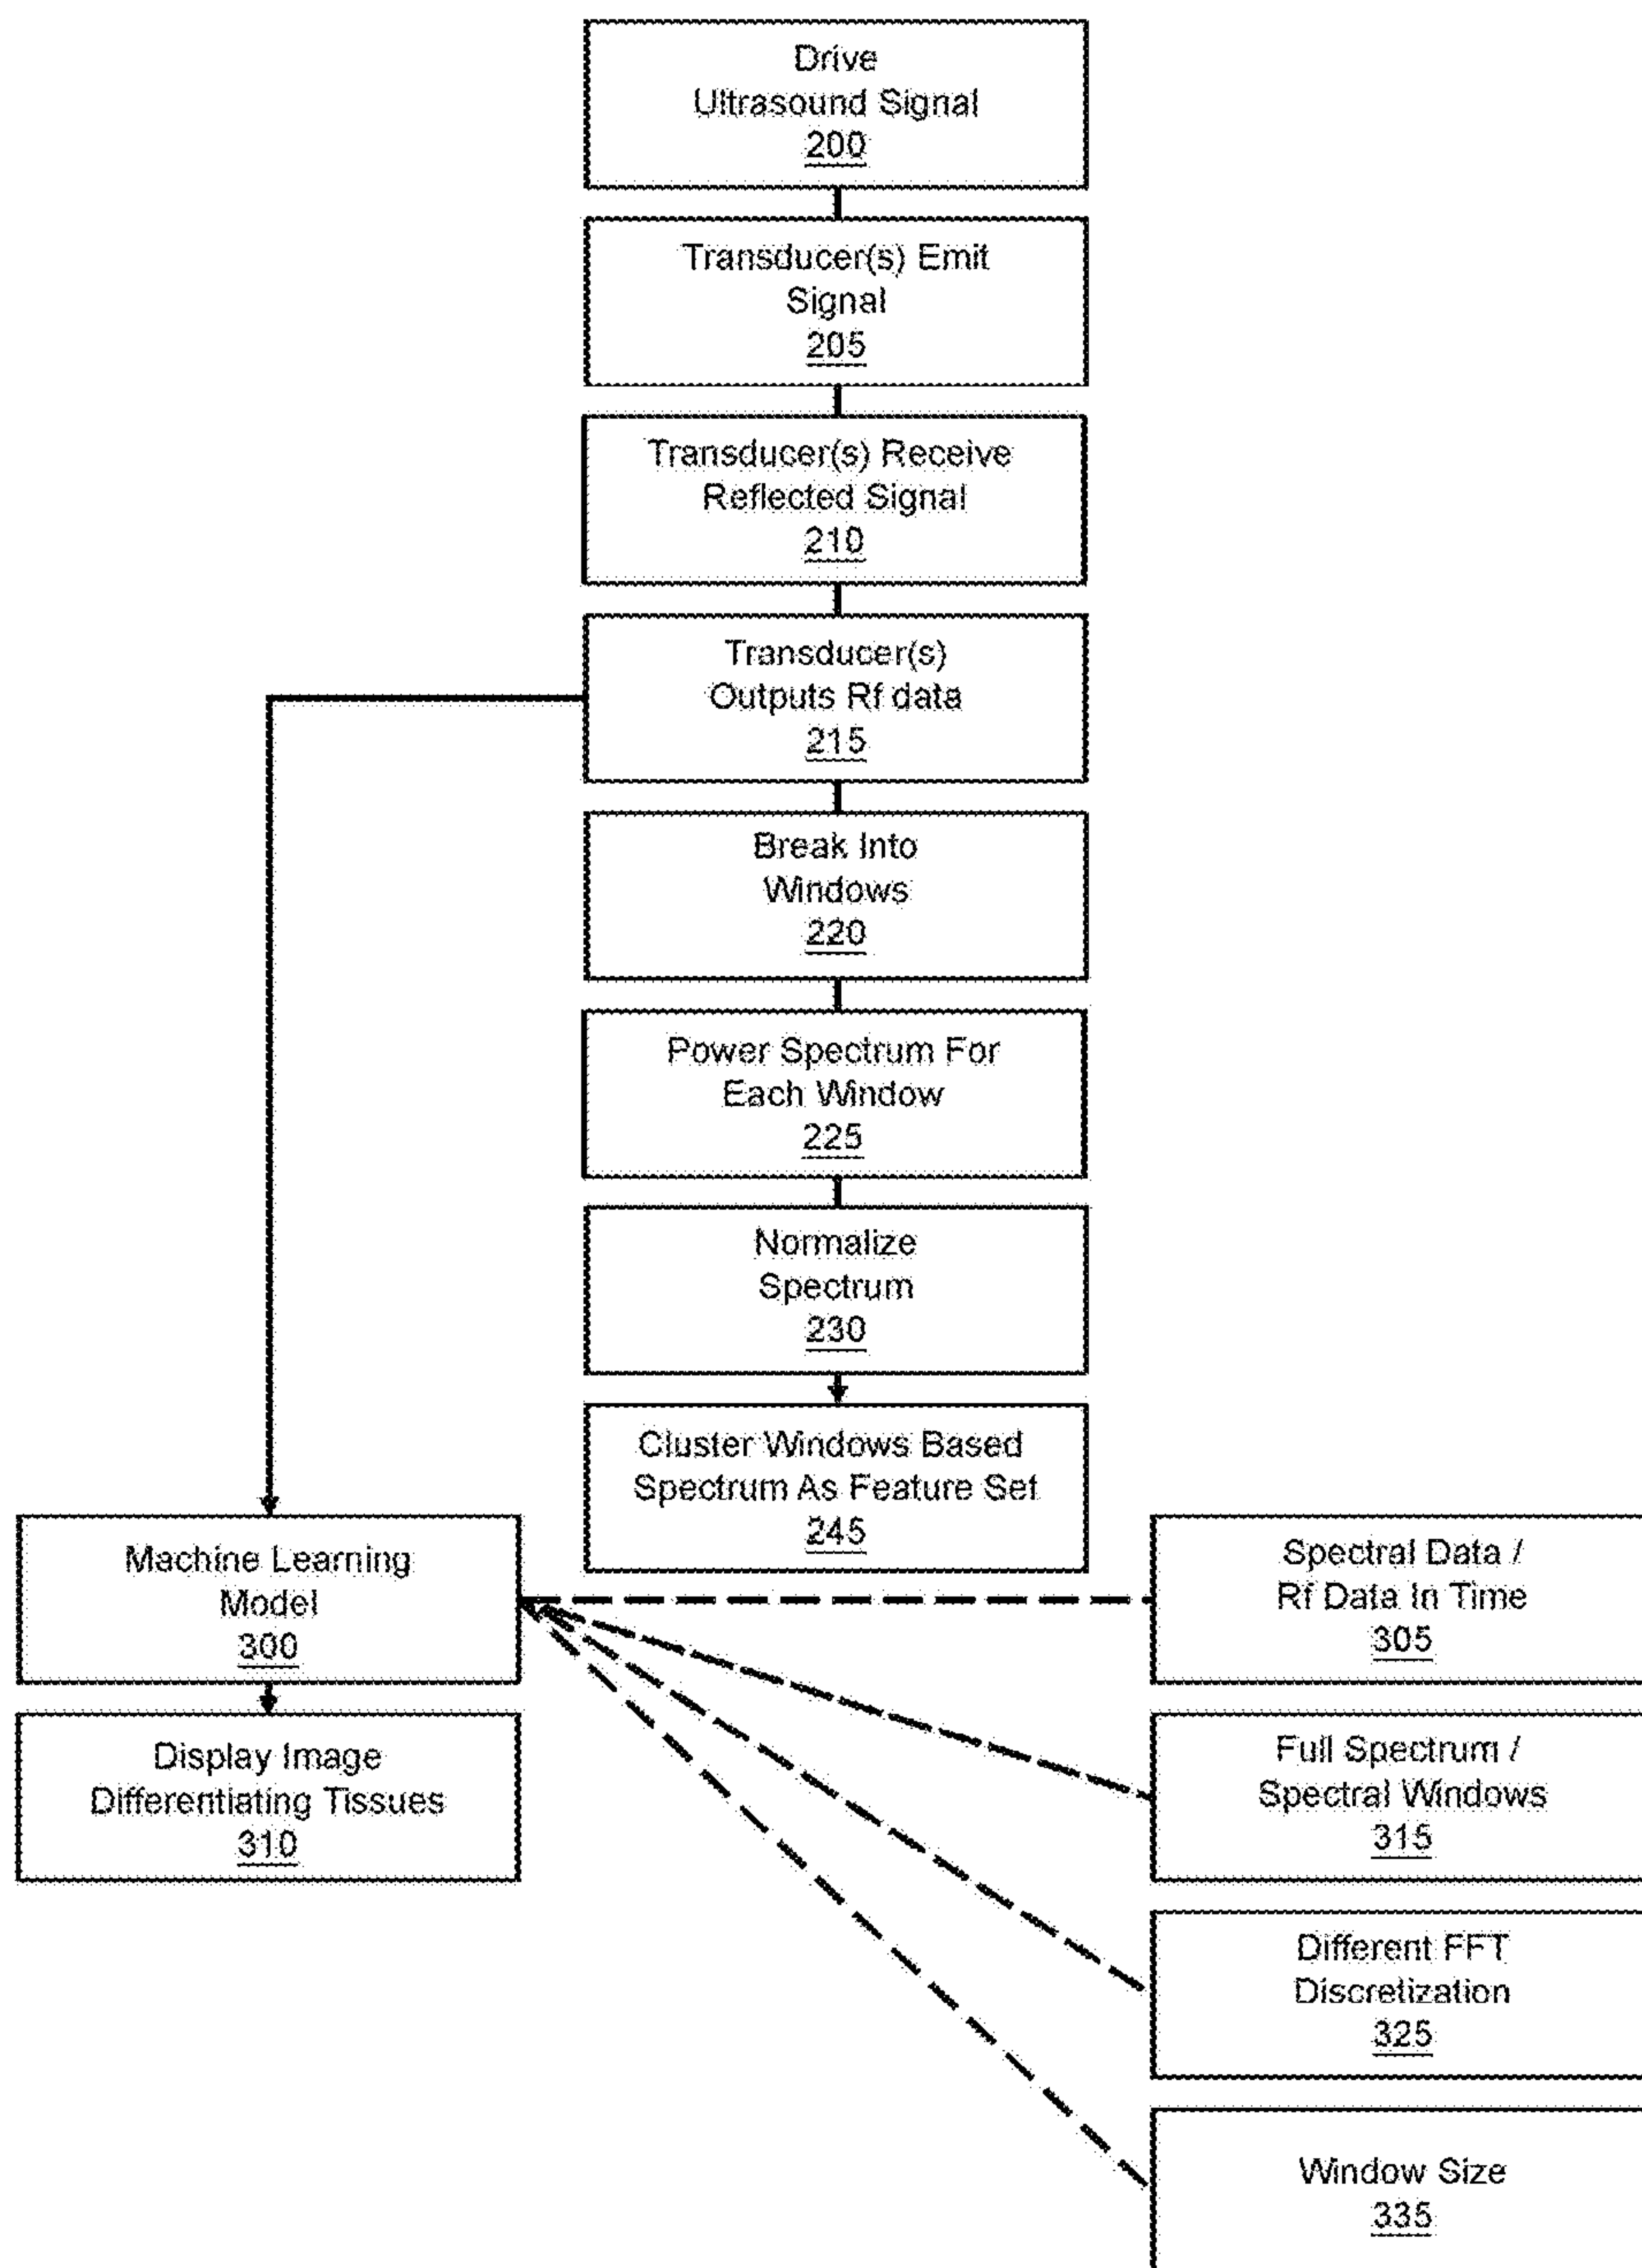 Drive
Ultrasound Signal
200
Transducer(s) Emit
Signal
205
Transducer(s) Receive
Reflected Signal
210
Transducer(s)
Outputs Rf data
215
Break Into
Windows
220
Power Spectrum For
Each Window
225
Normalize
Spectrum
230
Cluster Windows Based
Spectrum As Feature Set
245
Machine Learning
Model
300
Display Image
Differentiating Tissues
310
Spectral Data /
Rf Data In Time
305
Full Spectrum /
Spectral Windows
315
Different FFT
Discretization
325
Window Size
335